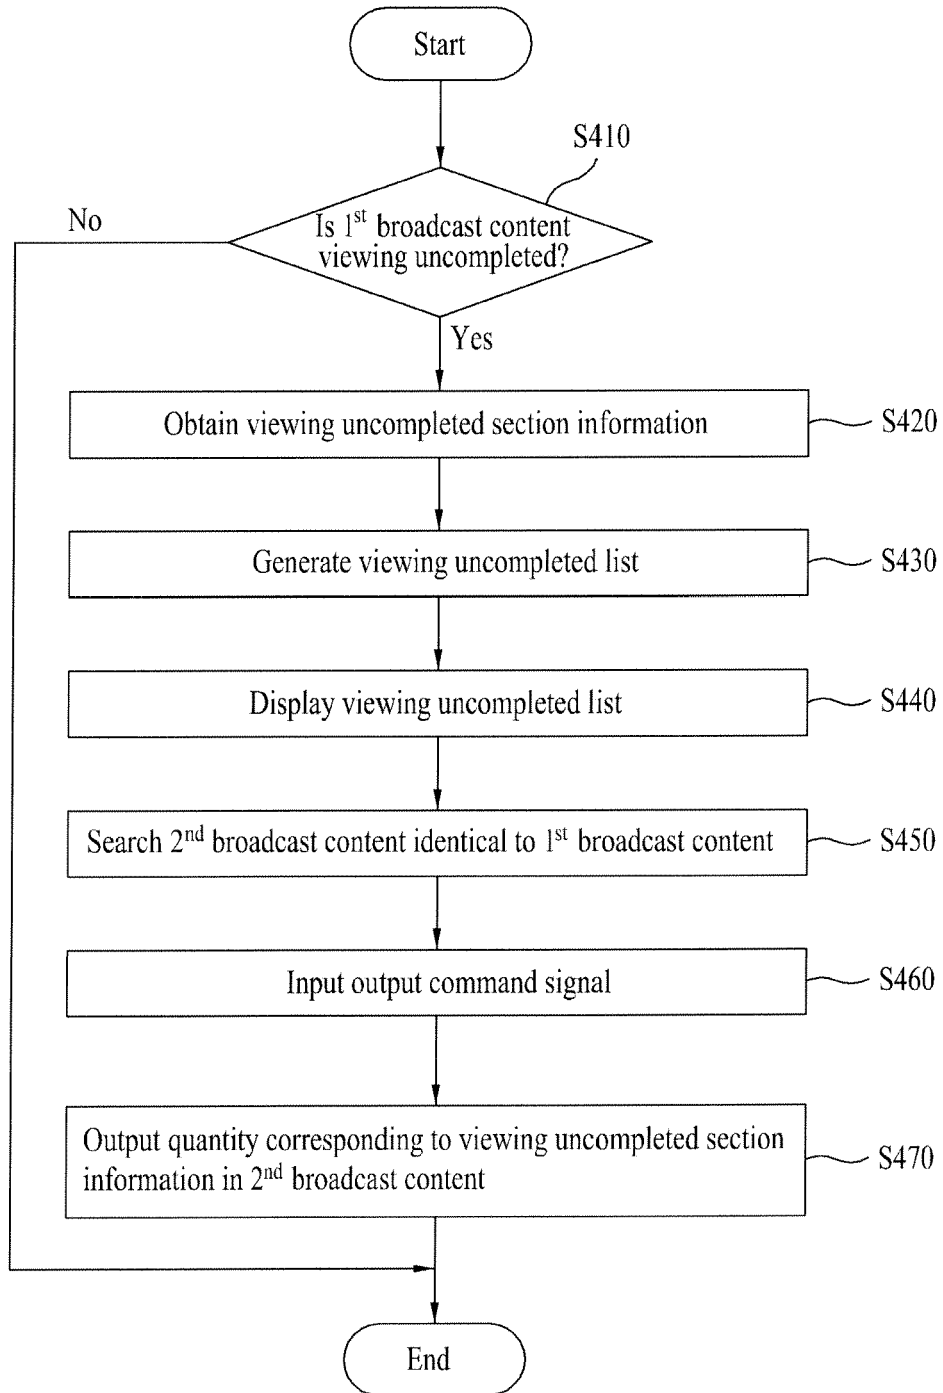 Start
S410
No
Is 1st broadcast content
viewing uncompleted?
Yes
Obtain viewing uncompleted section information
S420
Generate viewing uncompleted list
S430
Display viewing uncompleted list
S440
Search 2nd broadcast content identical to 1st broadcast content
S450
Input output command signal
S460
Output quantity corresponding to viewing uncompleted section
information in 2nd broadcast content
S470
End